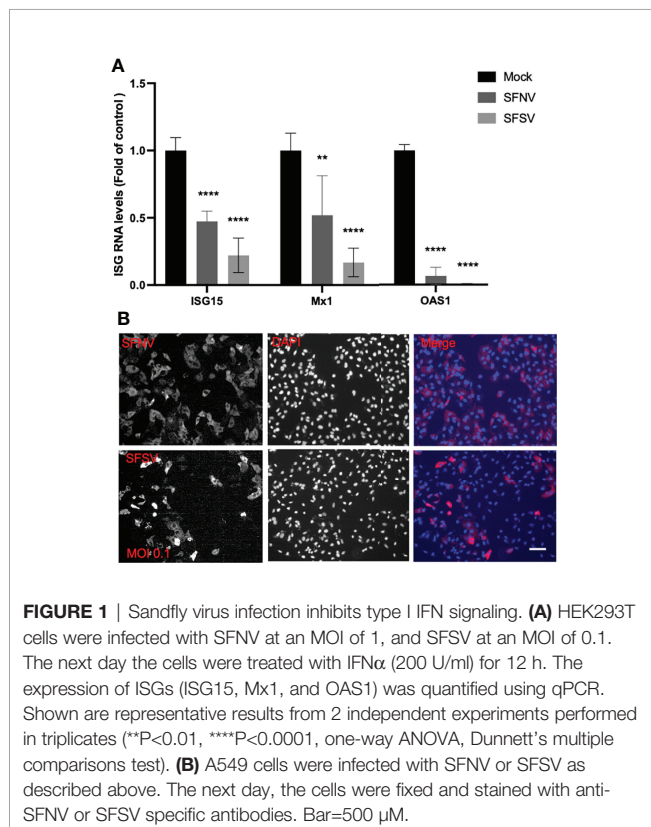 A
Mock
SFNV
SFSV
ISG RNA levels (Fold of control )
1.5
1.0
0.5
0.0
****
****
**
****
****
****
ISG15
Mx1
OAS1
B
SFNV
DAPI
Merge
SFSV
MOI 0.1
FIGURE 1 | Sandfly virus infection inhibits type I IFN signaling. (A) HEK293T
cells were infected with SFNV at an MOI of 1, and SFSV at an MOI of 0.1.
The next day the cells were treated with IFNα (200 U/ml) for 12 h. The
expression of ISGs (ISG15, Mx1, and OAS1) was quantified using qPCR.
Shown are representative results from 2 independent experiments performed
in triplicates (**P<0.01, ****P<0.0001, one-way ANOVA, Dunnett's multiple
comparisons test). (B) A549 cells were infected with SFNV or SFSV as
described above. The next day, the cells were fixed and stained with anti-
SFNV or SFSV specific antibodies. Bar=500 µM.